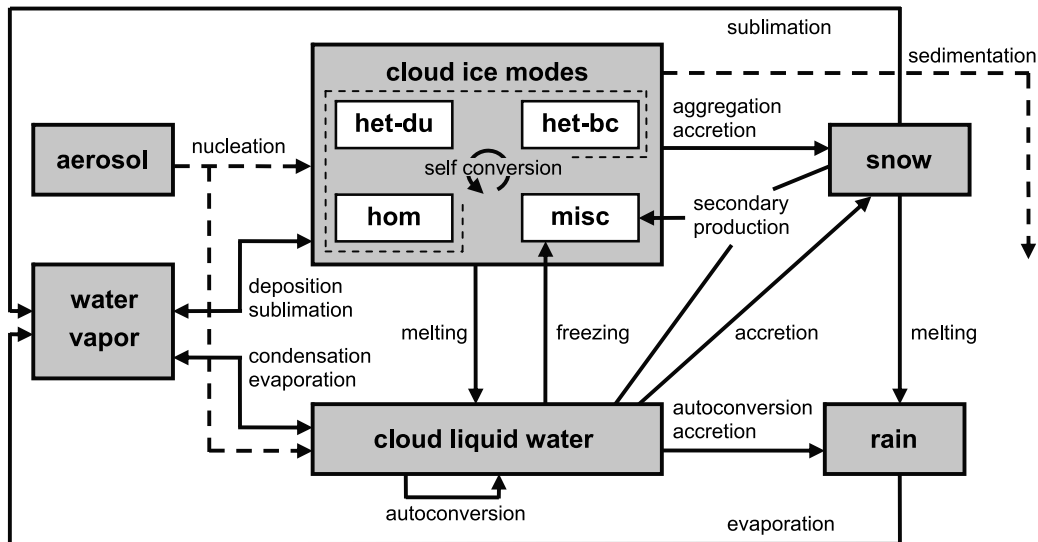 sublimation
sedimentation
cloud ice modes
het-du
het-bc
aggregation
accretion
aerosol
nucleation
snow
self conversion
hom
misc
secondary
production
water
vapor
deposition
sublimation
melting
freezing
accretion
melting
condensation
evaporation
cloud liquid water
autoconversion
accretion
rain
autoconversion
evaporation